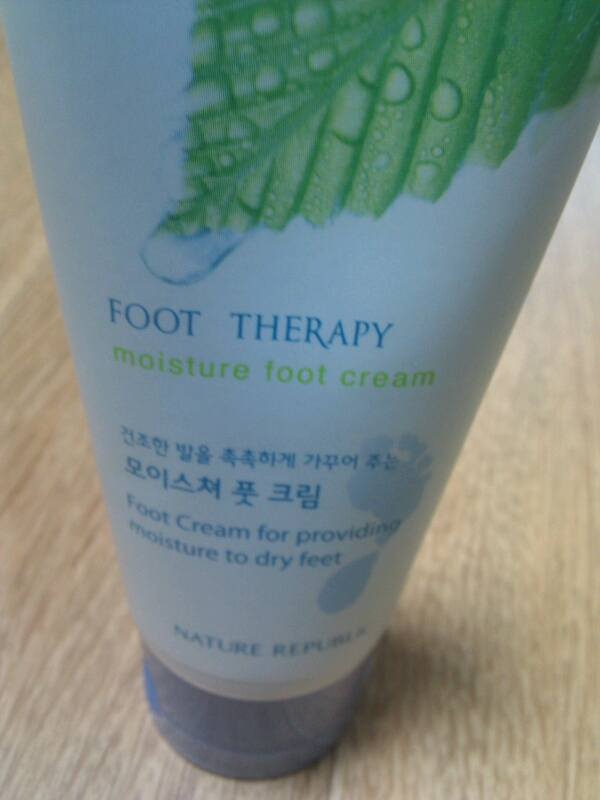 FOOT THERAPY
moisture foot cream
건조한 발을 촉촉하게 가꾸어 주는
모이스쳐 풋 크림
Foot Cream for providing
moisture to dry feet
NATURE REPUBLIC